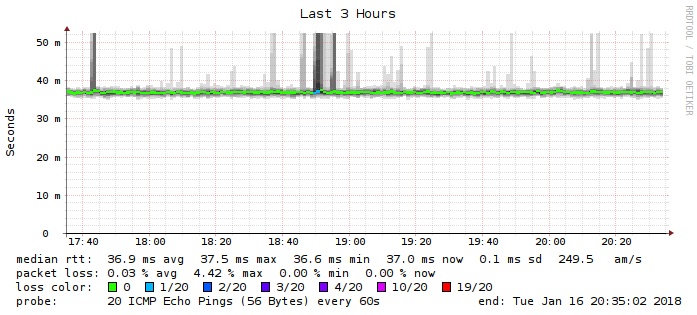 Last 3 Hours
RRDTOOL / TOBI OETIKER
Seconds
50 m
40 m
30 m
20 m
10 m
0
17:40 18:00 18:20 18:40 19:00 19:20 19:40 20:00 20:20
median rtt: 36.9 ms avg 37.5 ms max 36.6 ms min 37.0 ms now 0.1 ms sd 249.5 am/s
packet loss: 0.03 % avg 4.42 % max 0.00 % min 0.00 % now
loss color: 0 1/20 2/20 3/20 4/20 10/20 19/20
probe: 20 ICMP Echo Pings (56 Bytes) every 60s end: Tue Jan 16 20:35:02 2018